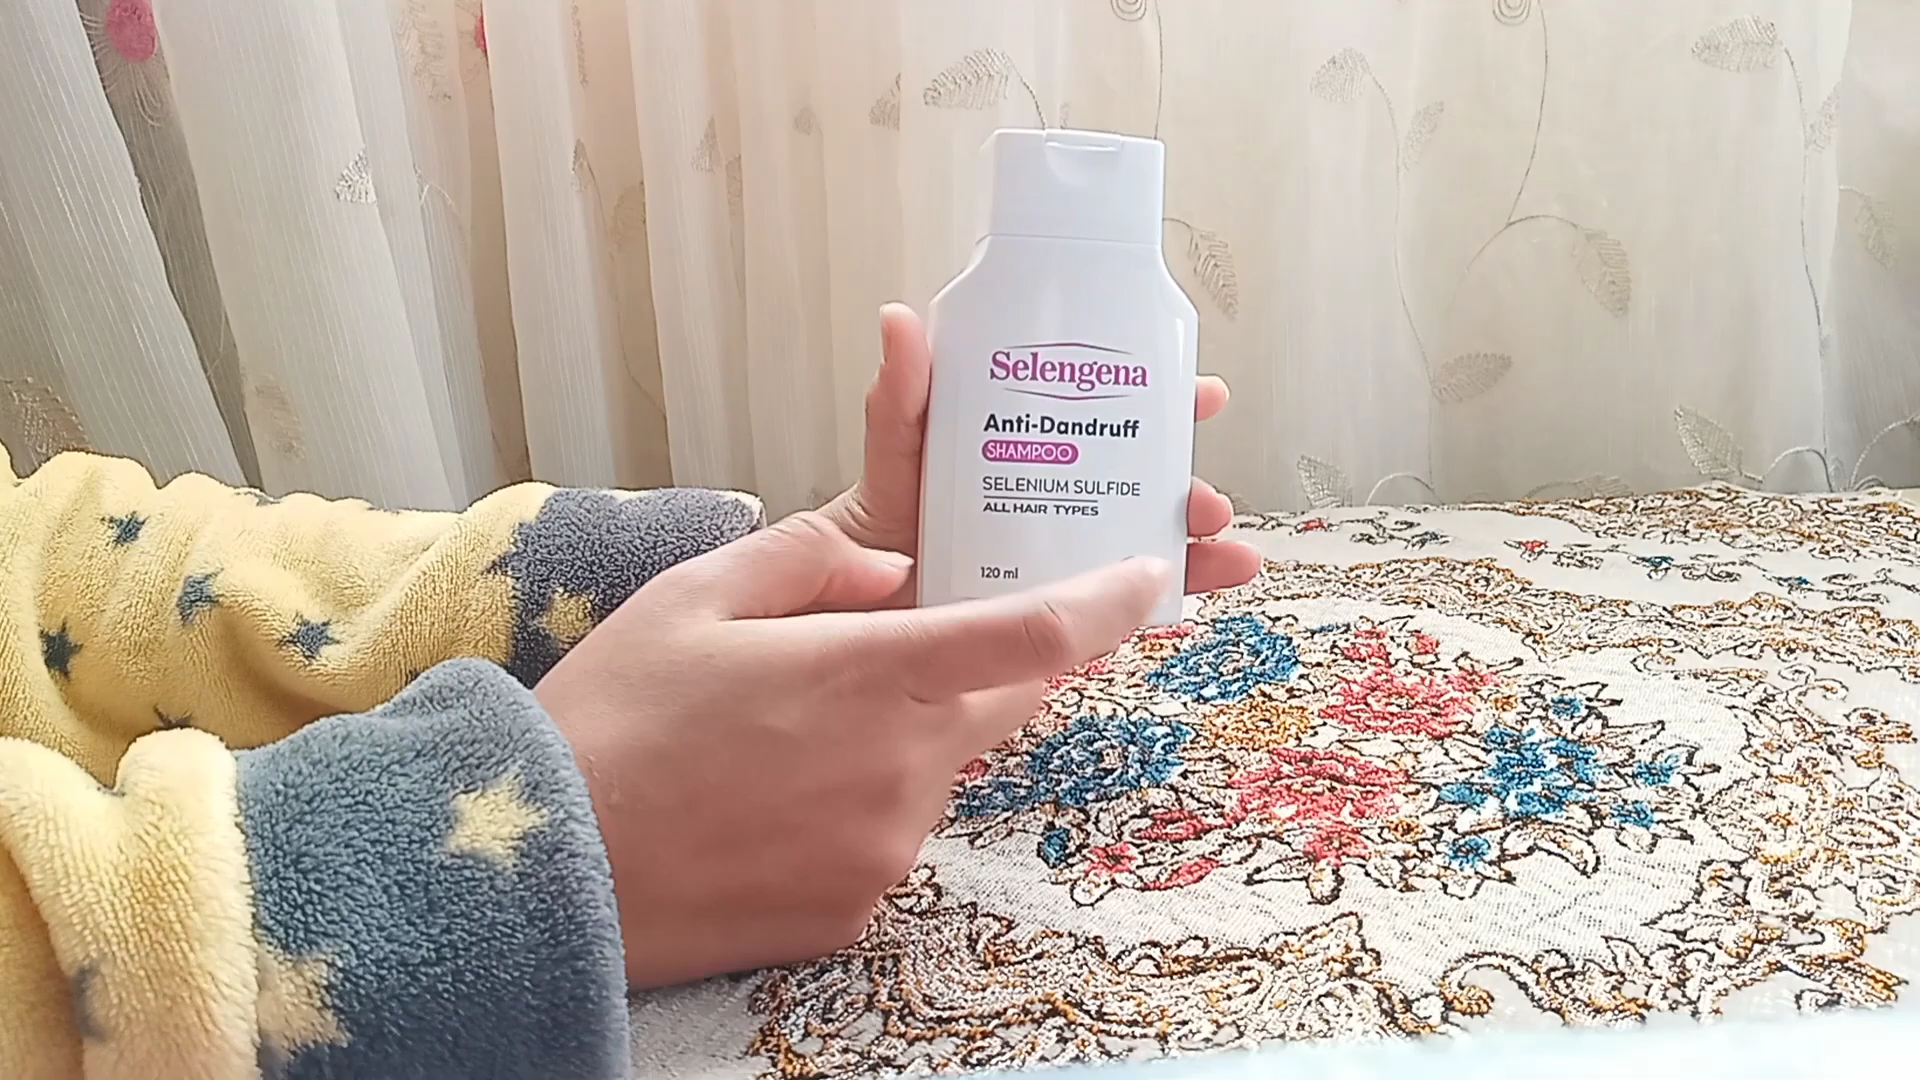 Selengena
Anti-Dandruff
SHAMPOO
SELENIUM SULFIDE
ALL HAIR TYPES
120 ml